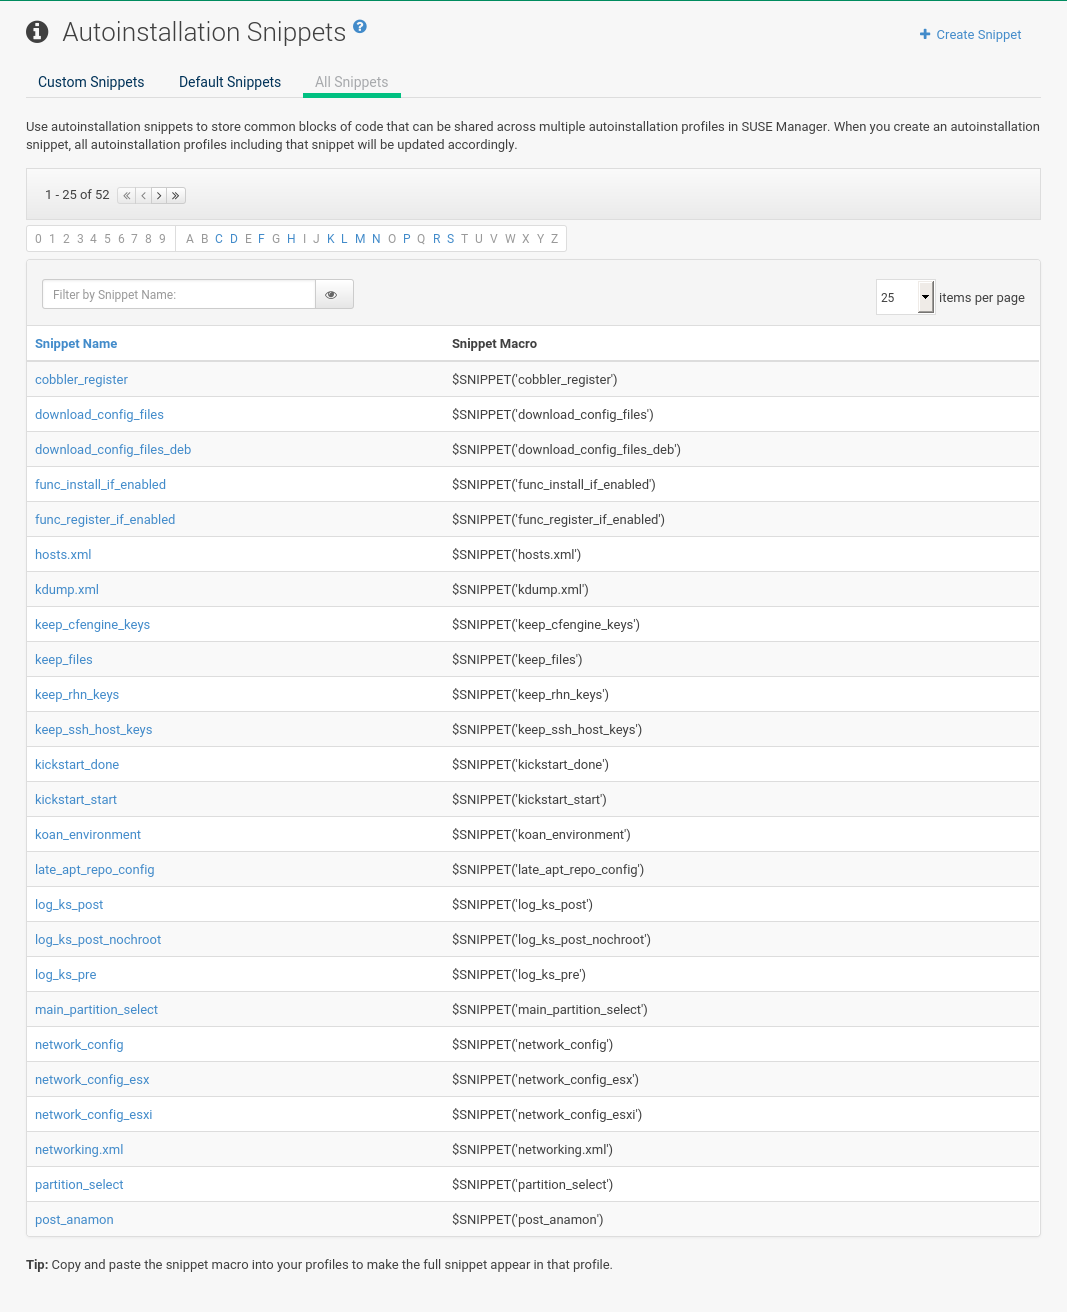 Autoinstallation Snippets
Create Snippet
Custom Snippets Default Snippets All Snippets
Use autoinstallation snippets to store common blocks of code that can be shared across multiple autoinstallation profiles in SUSE Manager. When you create an autoinstallation
snippet, all autoinstallation profiles including that snippet will be updated accordingly.
1 - 25 of 52
0 1 2 3 4 5 6 7 8 9 A B C D E F G H I J K L M N O P Q R S T U V W X Y Z
Filter by Snippet Name: 25 items per page
Snippet Name Snippet Macro
cobbler_register $SNIPPET('cobbler_register')
download_config_files $SNIPPET('download_config_files')
download_config_files_deb $SNIPPET('download_config_files_deb')
func_install_if_enabled $SNIPPET('func_install_if_enabled')
func_register_if_enabled $SNIPPET('func_register_if_enabled')
hosts.xml $SNIPPET('hosts.xml')
kdump.xml $SNIPPET('kdump.xml')
keep_cfengine_keys $SNIPPET('keep_cfengine_keys')
keep_files $SNIPPET('keep_files')
keep_rhn_keys $SNIPPET('keep_rhn_keys')
keep_ssh_host_keys $SNIPPET('keep_ssh_host_keys')
kickstart_done $SNIPPET('kickstart_done')
kickstart_start $SNIPPET('kickstart_start')
koan_environment $SNIPPET('koan_environment')
late_apt_repo_config $SNIPPET('late_apt_repo_config')
log_ks_post $SNIPPET('log_ks_post')
log_ks_post_nochroot $SNIPPET('log_ks_post_nochroot')
log_ks_pre $SNIPPET('log_ks_pre')
main_partition_select $SNIPPET('main_partition_select')
network_config $SNIPPET('network_config')
network_config_esx $SNIPPET('network_config_esx')
network_config_esxi $SNIPPET('network_config_esxi')
networking.xml $SNIPPET('networking.xml')
partition_select $SNIPPET('partition_select')
post_anamon $SNIPPET('post_anamon')
Tip: Copy and paste the snippet macro into your profiles to make the full snippet appear in that profile.